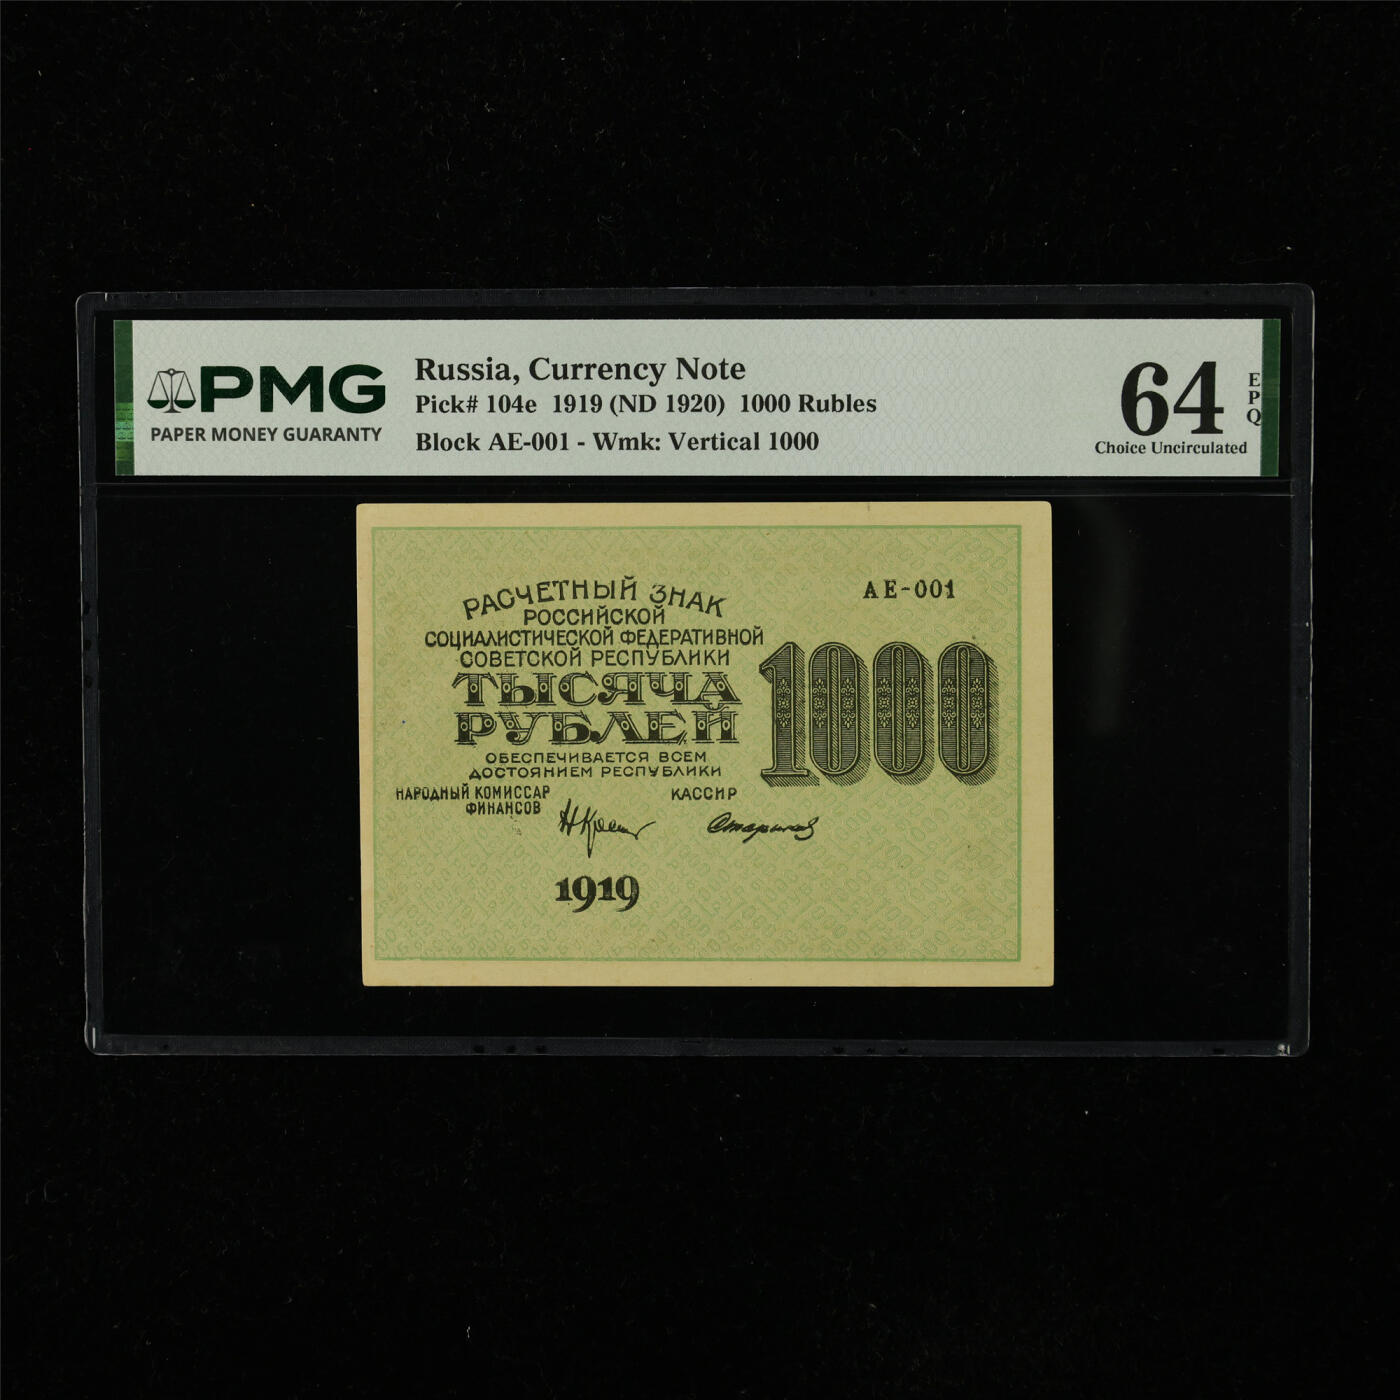 PMG
PAPER MONEY GUARANTY
Russia, Currency Note
Pick# 104e 1919 (ND 1920) 1000 Rubles
Block AE-001 - Wmk: Vertical 1000
64
EPQ
Choice Uncirculated
РАСЧЕТНЫЙ ЗНАК
РОССИЙСКОЙ
СОЦИАЛИСТИЧЕСКОЙ ФЕДЕРАТИВНОЙ
СОВЕТСКОЙ РЕСПУБЛИКИ
ТЫСЯЧА
РУБЛЕЙ
ОБЕСПЕЧИВАЕТСЯ ВСЕМ
ДОСТОЯНИЕМ РЕСПУБЛИКИ
НАРОДНЫЙ КОМИССАР
ФИНАНСОВ
КАССИР
1919
АЕ-001
1000